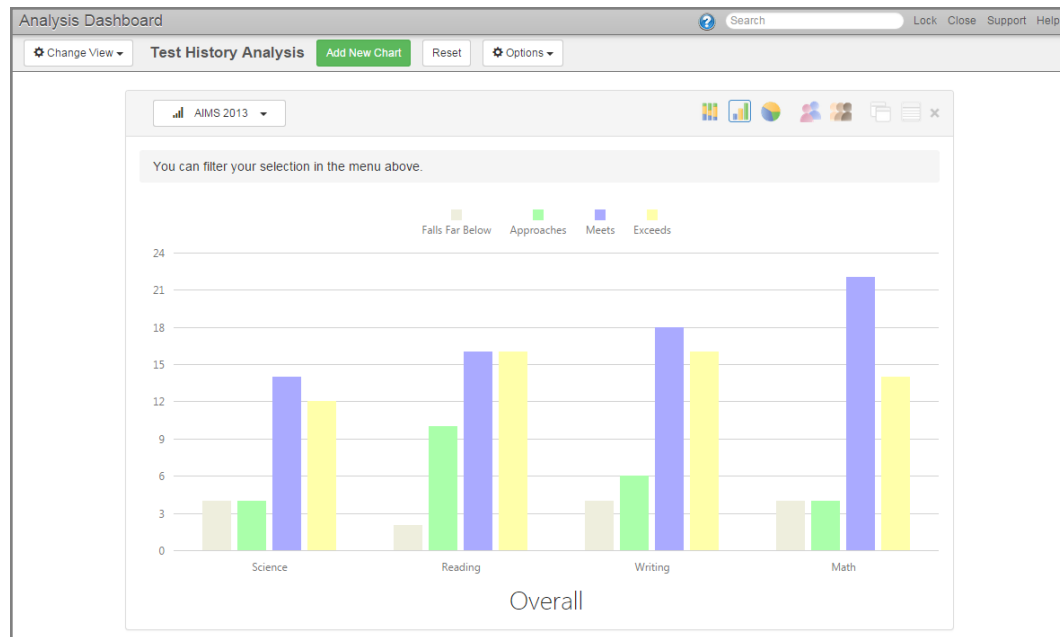 Analysis Dashboard
Search
Lock Close Support Help
Change View
Test History Analysis
Add New Chart
Reset
Options
AIMS 2013
You can filter your selection in the menu above.
Falls Far Below Approaches Meets Exceeds
24
21
18
15
12
9
6
3
0
Science Reading Writing Math
Overall